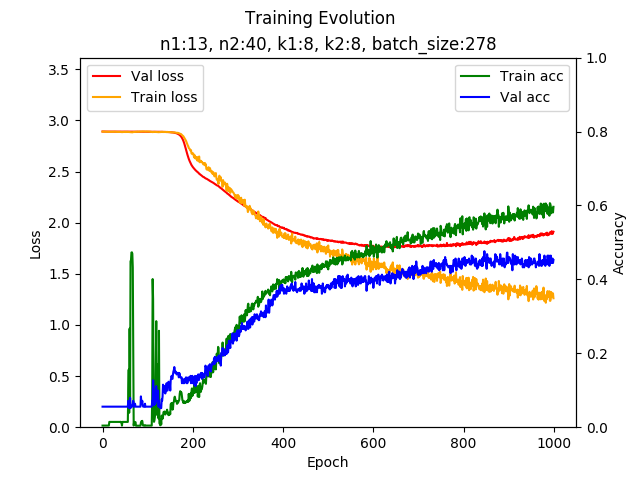 Training Evolution
n1:13, n2:40, k1:8, k2:8, batch_size:278
Val loss
Train loss
Train acc
Val acc
3.5
3.0
2.5
2.0
1.5
1.0
0.5
0.0
Loss
1.0
0.8
0.6
0.4
0.2
0.0
Accuracy
0 200 400 600 800 1000
Epoch